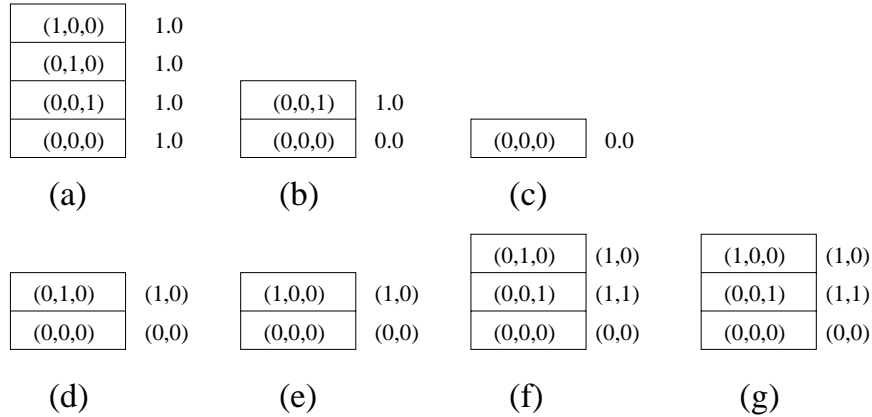 (1,0,0) 1.0
(0,1,0) 1.0
(0,0,1) 1.0 (0,0,1) 1.0
(0,0,0) 1.0 (0,0,0) 0.0 (0,0,0) 0.0
(a) (b) (c)
(0,1,0) (1,0) (1,0,0) (1,0)
(0,1,0) (1,0) (1,0,0) (1,0) (0,0,1) (1,1) (0,0,1) (1,1)
(0,0,0) (0,0) (0,0,0) (0,0) (0,0,0) (0,0) (0,0,0) (0,0)
(d) (e) (f) (g)